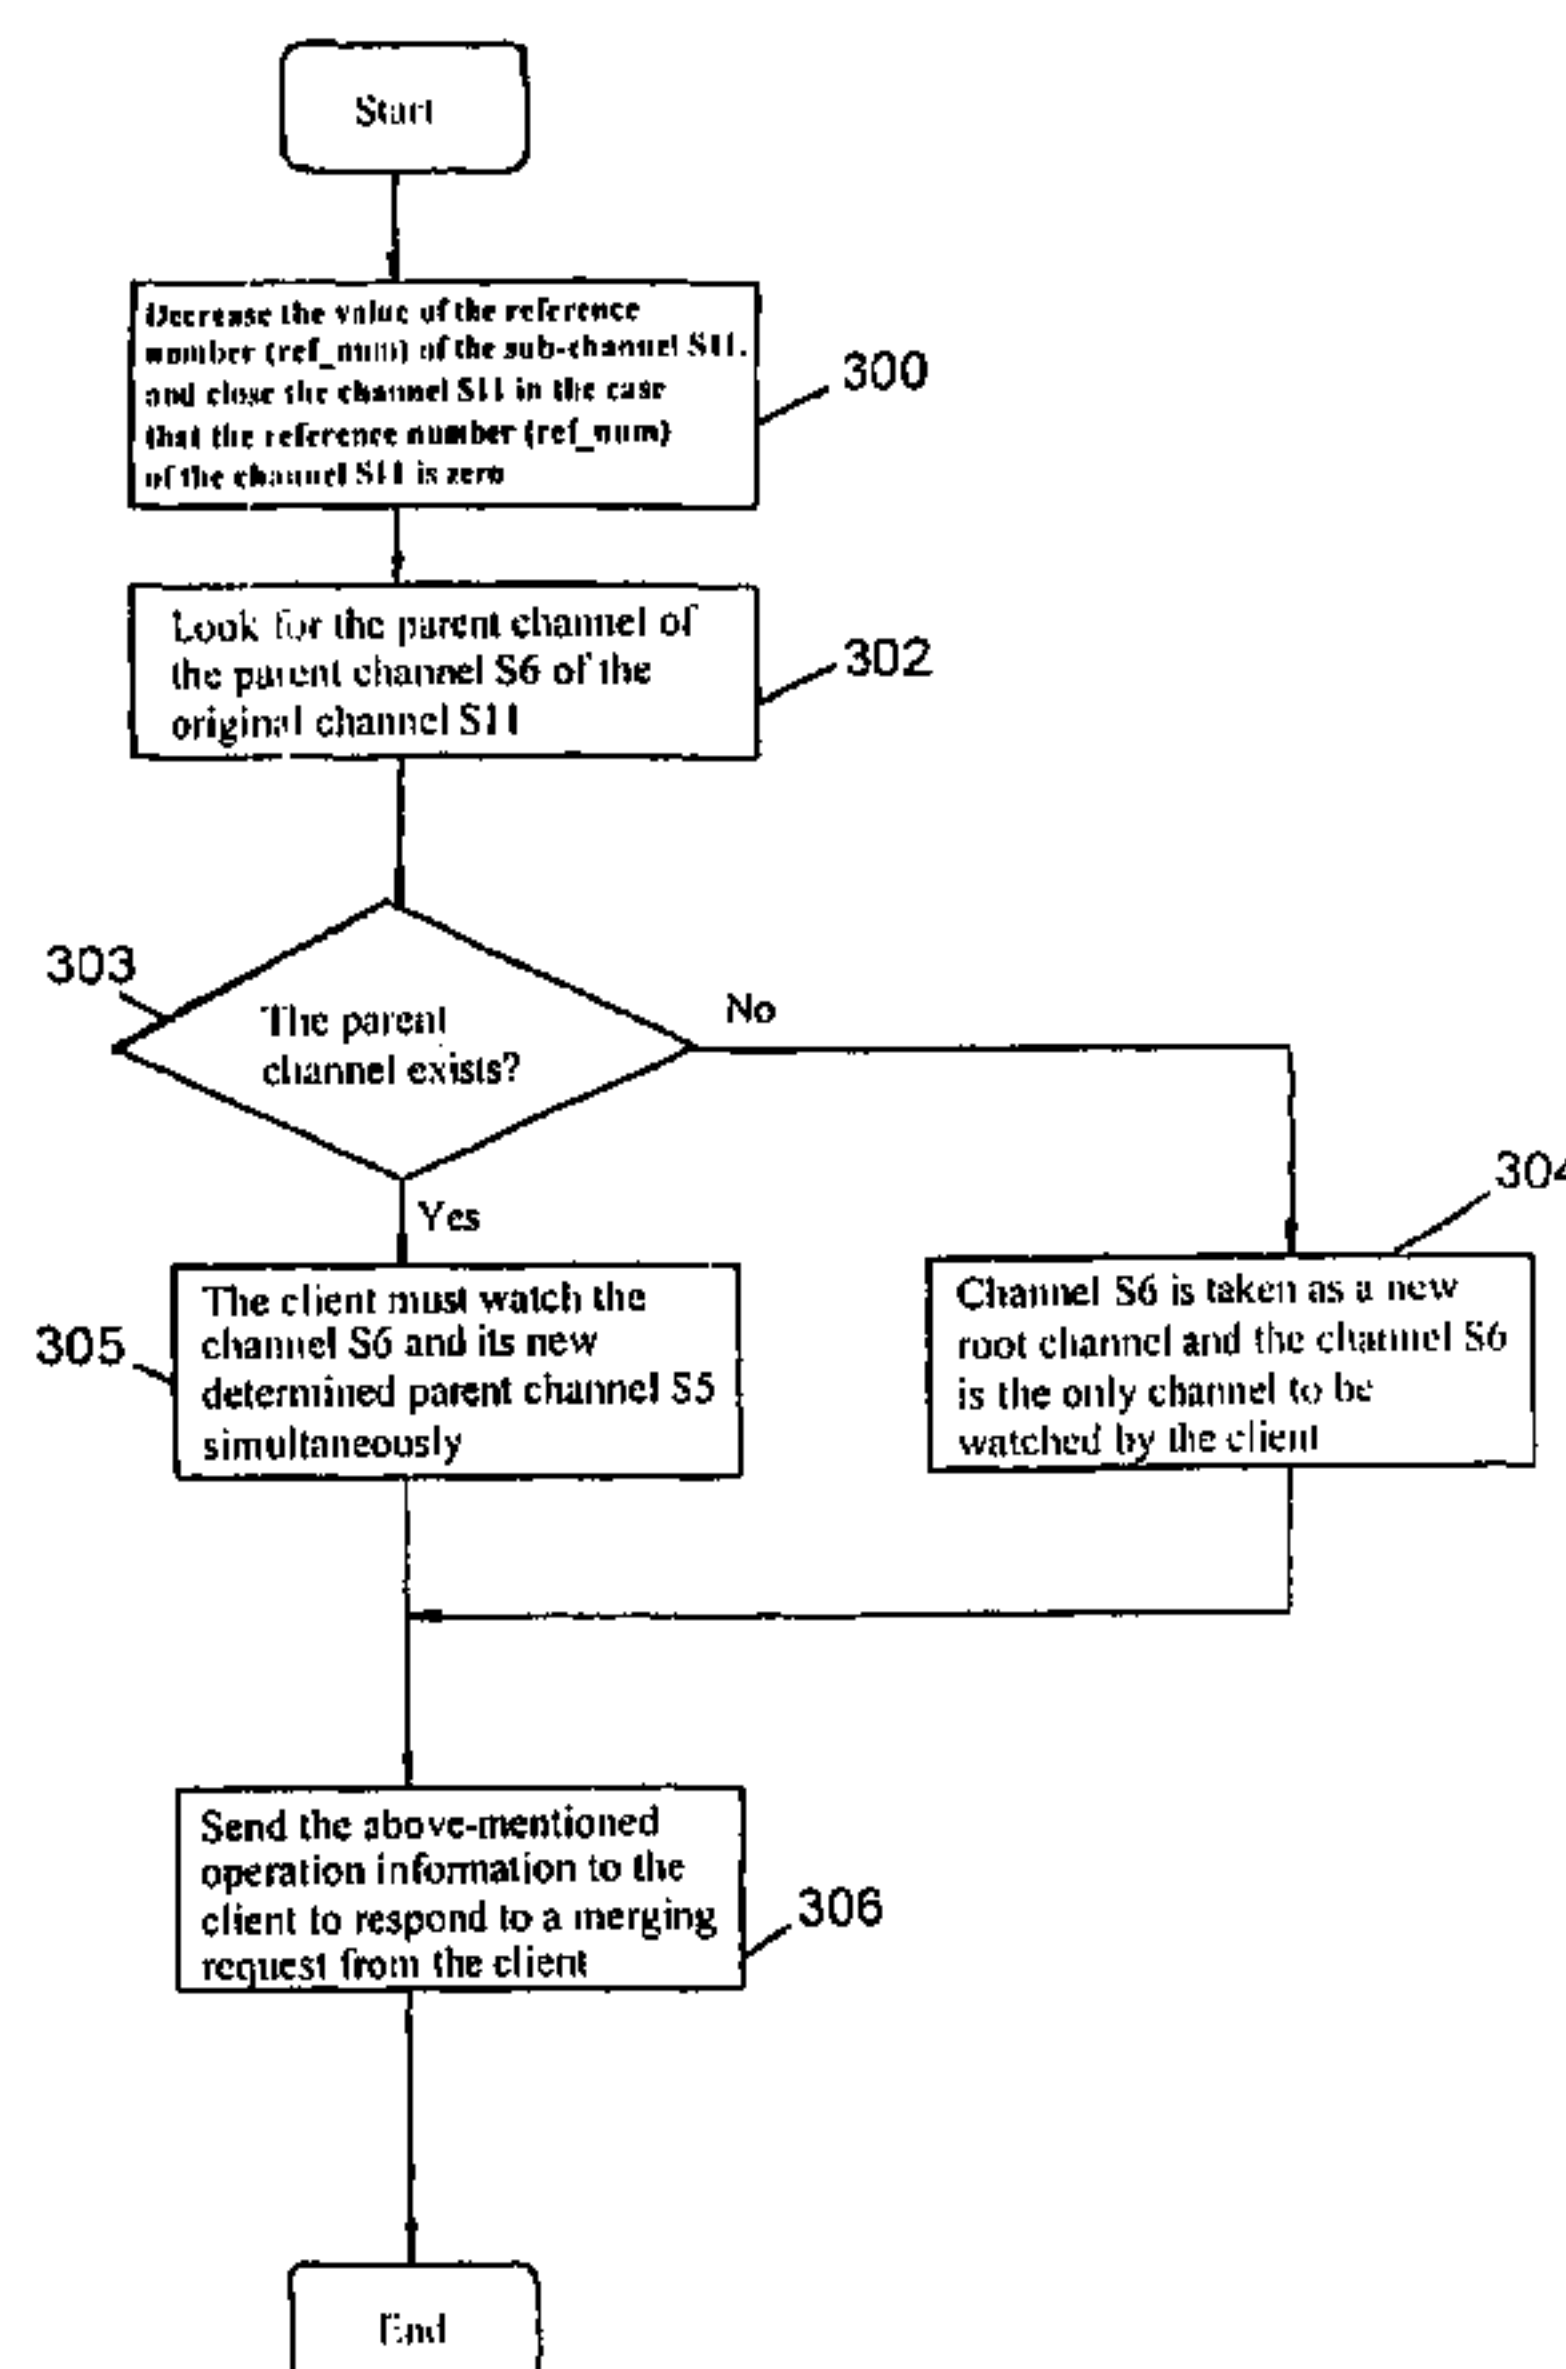 Start
Decrease the value of the reference
number (ref_num) of the sub-channel S11,
and close the channel S11 in the case
that the reference number (ref_num)
of the channel S11 is zero
300
Look for the parent channel of
the parent channel S6 of the
original channel S11
302
303
The parent
channel exists?
No
Yes
304
The client must watch the
channel S6 and its new
determined parent channel S5
simultaneously
305
Channel S6 is taken as a new
root channel and the channel S6
is the only channel to be
watched by the client
Send the above-mentioned
operation information to the
client to respond to a merging
request from the client
306
End